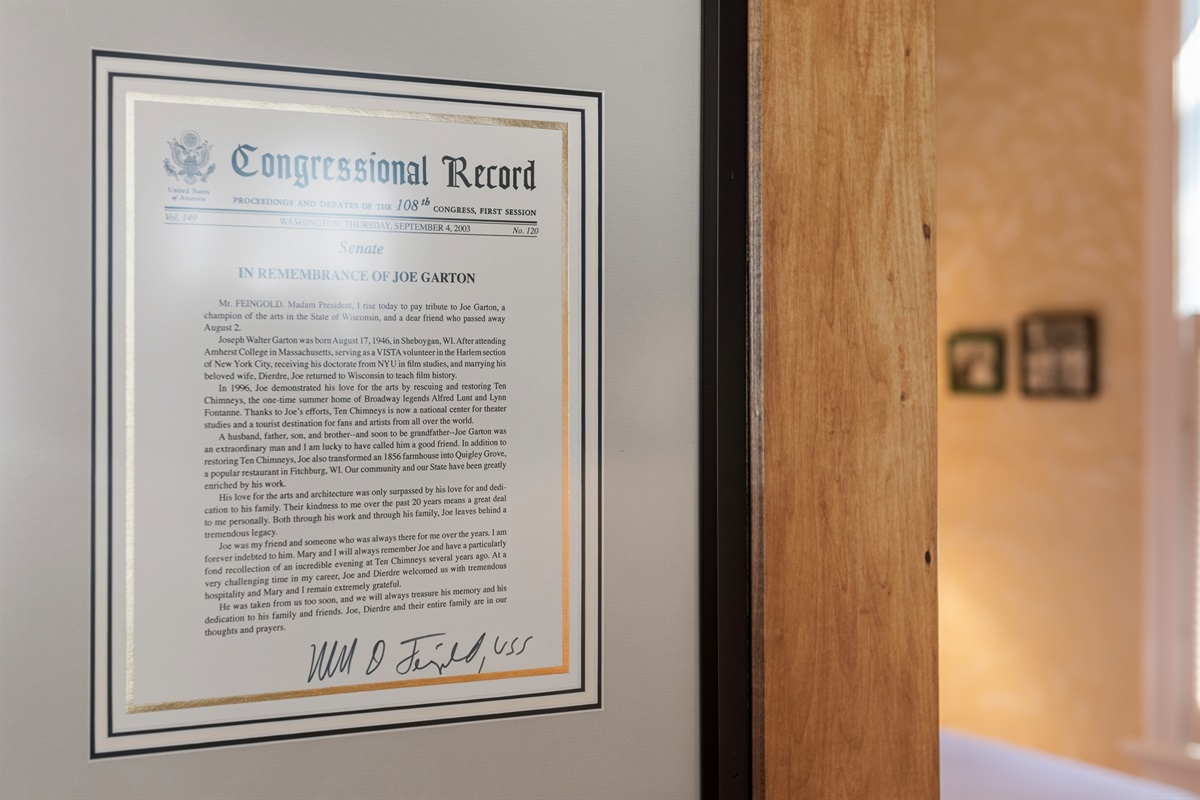 Congressional Record
United States
of America
PROCEEDINGS AND DEBATES OF THE 108th CONGRESS, FIRST SESSION
Vol. 149 WASHINGTON, THURSDAY, SEPTEMBER 4, 2003 No. 120
Senate
IN REMEMBRANCE OF JOE GARTON
Mr. FEINGOLD. Madam President, I rise today to pay tribute to Joe Garton, a
champion of the arts in the State of Wisconsin, and a dear friend who passed away
August 2.
Joseph Walter Garton was born August 17, 1946, in Sheboygan, WI. After attending
Amherst College in Massachusetts, serving as a VISTA volunteer in the Harlem section
of New York City, receiving his doctorate from NYU in film studies, and marrying his
beloved wife, Dierdre, Joe returned to Wisconsin to teach film history.
In 1996, Joe demonstrated his love for the arts by rescuing and restoring Ten
Chimneys, the one-time summer home of Broadway legends Alfred Lunt and Lynn
Fontanne. Thanks to Joe's efforts, Ten Chimneys is now a national center for theater
studies and a tourist destination for fans and artists from all over the world.
A husband, father, son, and brother--and soon to be grandfather--Joe Garton was
an extraordinary man and I am lucky to have called him a good friend. In addition to
restoring Ten Chimneys, Joe also transformed an 1856 farmhouse into Quigley Grove,
a popular restaurant in Fitchburg, WI. Our community and our State have been greatly
enriched by his work.
His love for the arts and architecture was only surpassed by his love for and dedi-
cation to his family. Their kindness to me over the past 20 years means a great deal
to me personally. Both through his work and through his family, Joe leaves behind a
tremendous legacy.
Joe was my friend and someone who was always there for me over the years. I am
forever indebted to him. Mary and I will always remember Joe and have a particularly
fond recollection of an incredible evening at Ten Chimneys several years ago. At a
very challenging time in my career, Joe and Dierdre welcomed us with tremendous
hospitality and Mary and I remain extremely grateful.
He was taken from us too soon, and we will always treasure his memory and his
dedication to his family and friends. Joe, Dierdre and their entire family are in our
thoughts and prayers.
D Feingold, USS